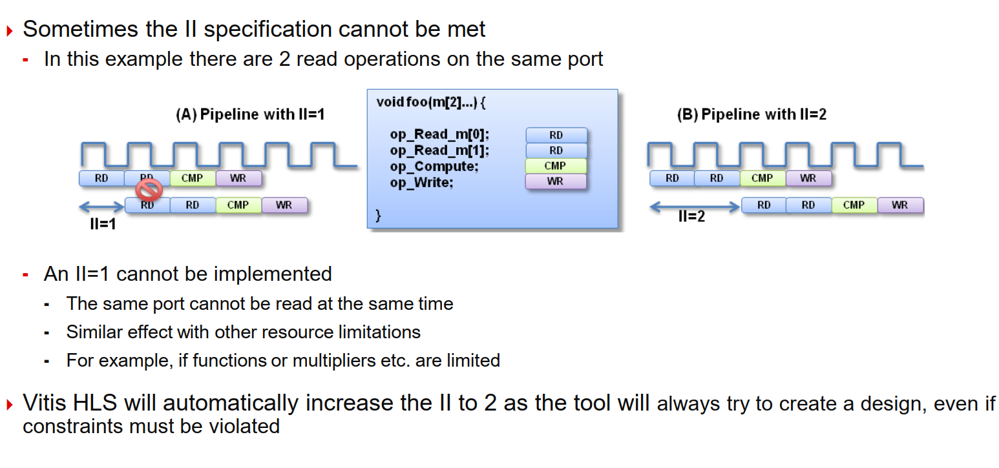 Sometimes the II specification cannot be met
- In this example there are 2 read operations on the same port
(A) Pipeline with II=1
RD RD CMP WR
RD RD CMP WR
II=1
void foo(m[2]...) {
op_Read_m[0]; RD
op_Read_m[1]; RD
op_Compute; CMP
op_Write; WR
}
(B) Pipeline with II=2
RD RD CMP WR
RD RD CMP WR
II=2
- An II=1 cannot be implemented
- The same port cannot be read at the same time
- Similar effect with other resource limitations
- For example, if functions or multipliers etc. are limited
Vitis HLS will automatically increase the II to 2 as the tool will always try to create a design, even if
constraints must be violated